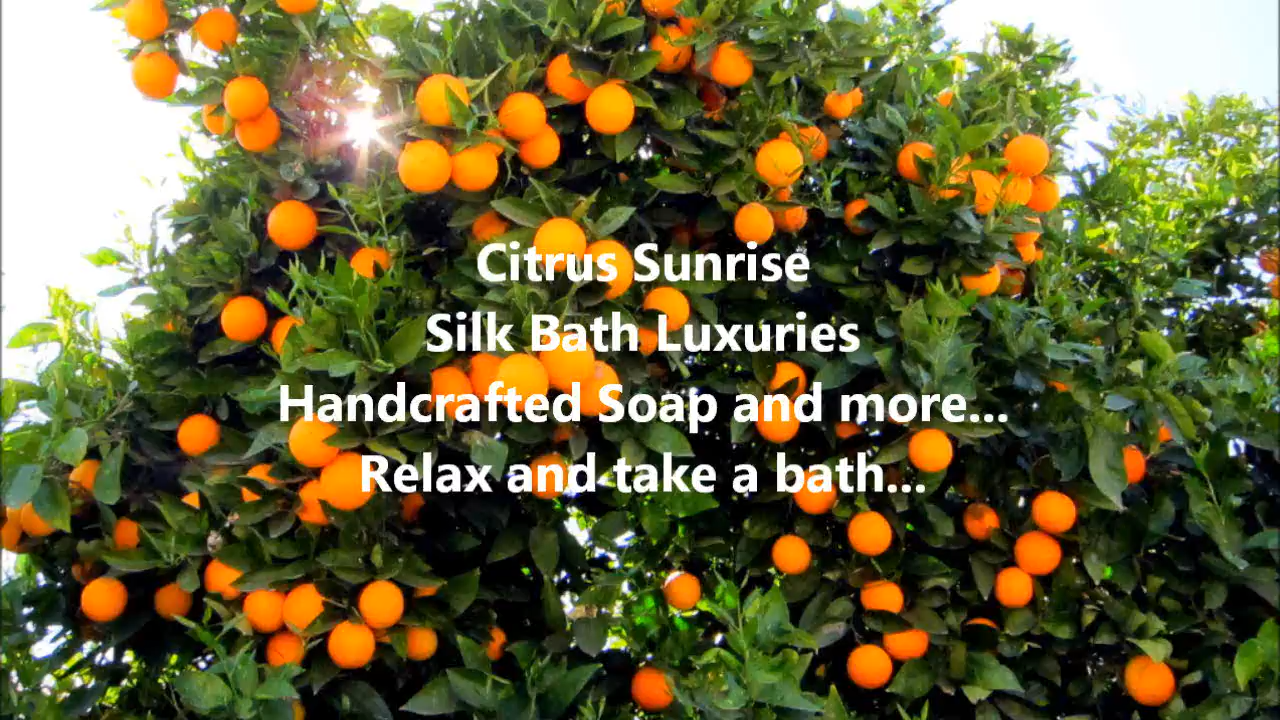 Citrus Sunrise
Silk Bath Luxuries
Handcrafted Soap and more...
Relax and take a bath...